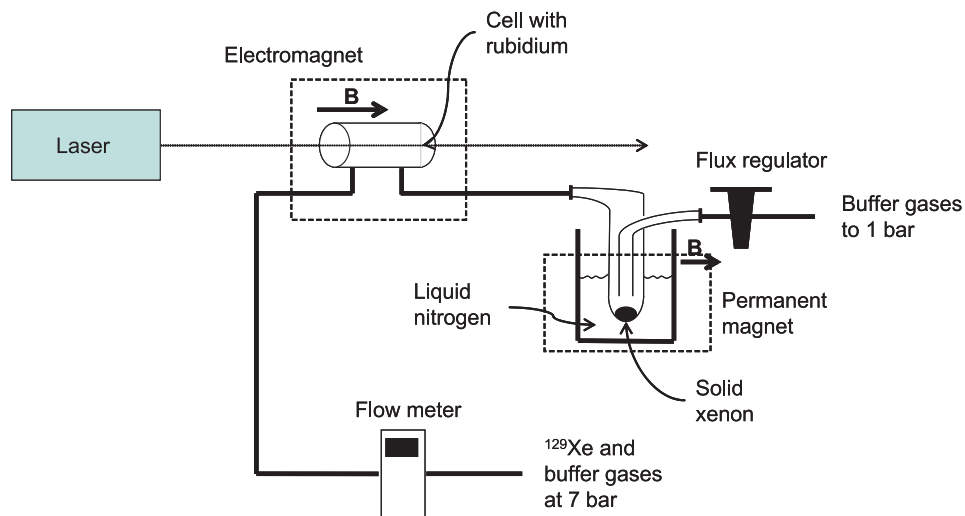 Cell with
rubidium
Electromagnet
B
Laser
Flux regulator
Buffer gases
to 1 bar
B
Liquid
nitrogen
Permanent
magnet
Solid
xenon
Flow meter
¹²⁹Xe and
buffer gases
at 7 bar